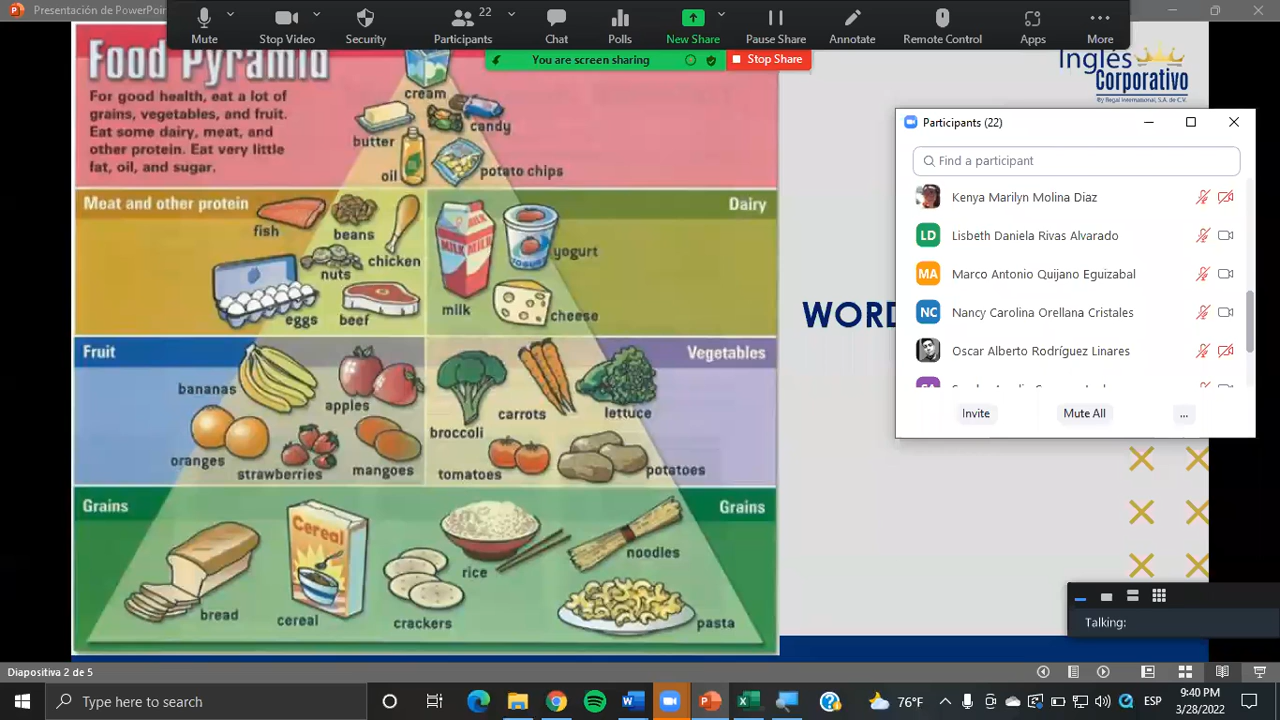 Presentación de PowerPoin
Mute
Stop Video
Security
22
Participants
Chat
Polls
New Share
Pause Share
Annotate
Remote Control
Apps
More
You are screen sharing
Stop Share
Food Pyramid
For good health, eat a lot of
grains, vegetables, and fruit.
Eat some dairy, meat, and
other protein. Eat very little
fat, oil, and sugar.
cream
candy
butter
oil
potato chips
Meat and other protein
fish
beans
chicken
nuts
eggs
beef
Dairy
MILK
yogurt
YOGURT
milk
cheese
Fruit
bananas
apples
oranges
strawberries
mangoes
Vegetables
broccoli
carrots
lettuce
tomatoes
potatoes
Grains
Grains
Cereal
bread
cereal
crackers
rice
noodles
pasta
WORD
Inglés
Corporativo
©By Regal International, S.A. de C.V.
Participants (22)
Find a participant
Kenya Marilyn Molina Diaz
LD Lisbeth Daniela Rivas Alvarado
MA Marco Antonio Quijano Eguizabal
NC Nancy Carolina Orellana Cristales
Oscar Alberto Rodríguez Linares
Invite
Mute All
...
Talking:
Diapositiva 2 de 5
Type here to search
76°F
ESP
9:40 PM
3/28/2022